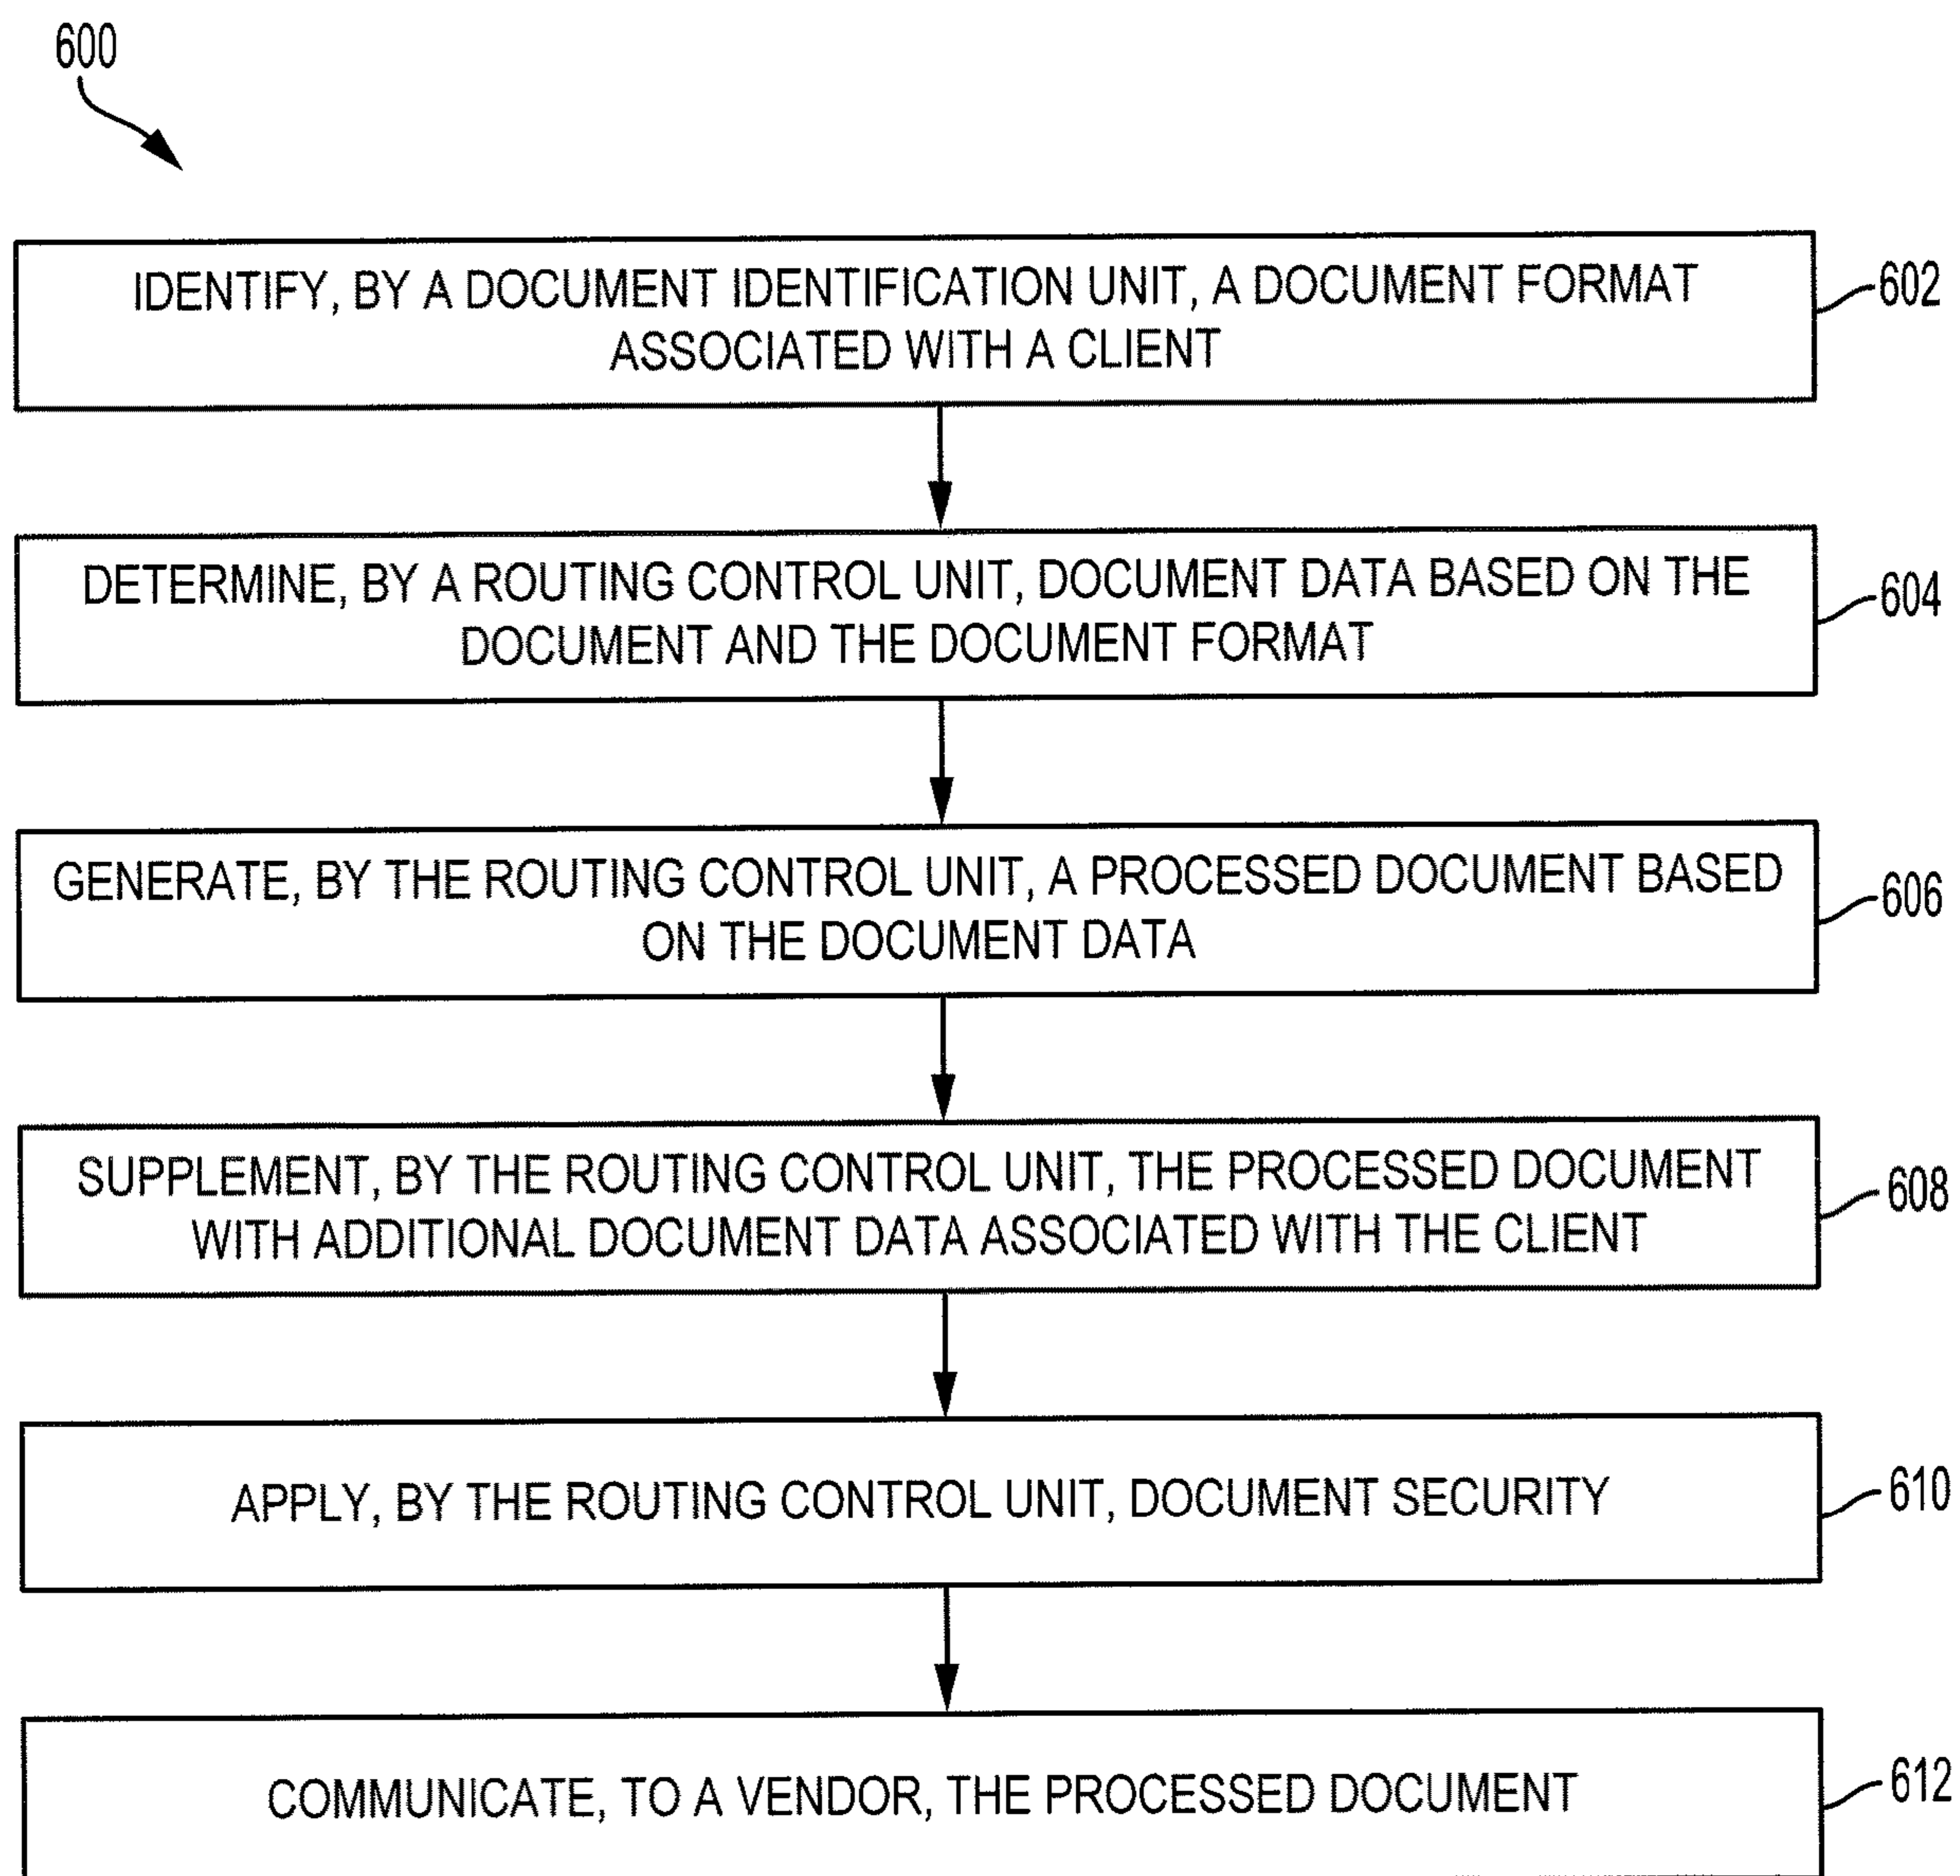 600
IDENTIFY, BY A DOCUMENT IDENTIFICATION UNIT, A DOCUMENT FORMAT
ASSOCIATED WITH A CLIENT
602
DETERMINE, BY A ROUTING CONTROL UNIT, DOCUMENT DATA BASED ON THE
DOCUMENT AND THE DOCUMENT FORMAT
604
GENERATE, BY THE ROUTING CONTROL UNIT, A PROCESSED DOCUMENT BASED
ON THE DOCUMENT DATA
606
SUPPLEMENT, BY THE ROUTING CONTROL UNIT, THE PROCESSED DOCUMENT
WITH ADDITIONAL DOCUMENT DATA ASSOCIATED WITH THE CLIENT
608
APPLY, BY THE ROUTING CONTROL UNIT, DOCUMENT SECURITY
610
COMMUNICATE, TO A VENDOR, THE PROCESSED DOCUMENT
612